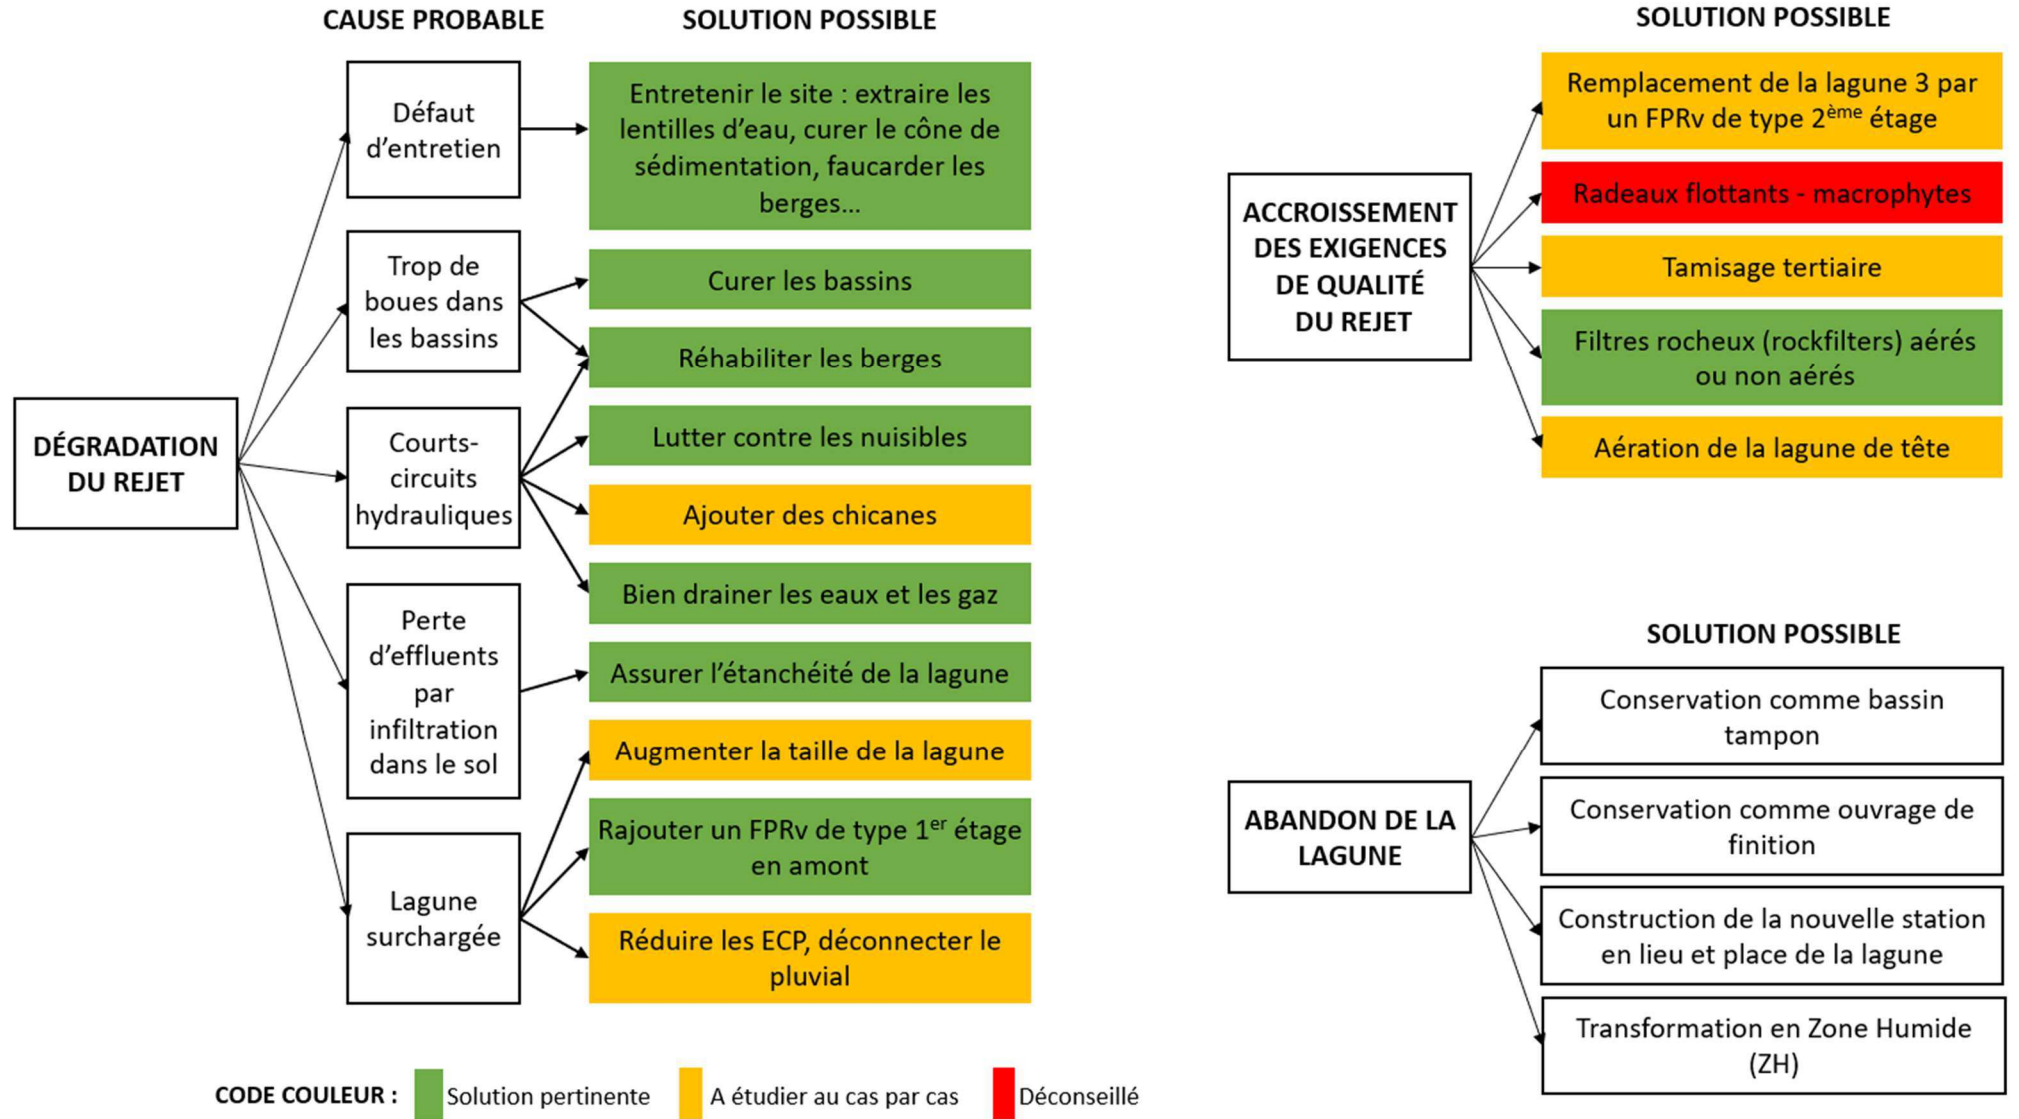 CAUSE PROBABLE
SOLUTION POSSIBLE
DÉGRADATION
DU REJET
Défaut
d’entretien
Entretenir le site : extraire les
lentilles d’eau, curer le cône de
sédimentation, faucarder les
berges…
Trop de
boues dans
les bassins
Curer les bassins
Réhabiliter les berges
Courts-
circuits
hydrauliques
Lutter contre les nuisibles
Ajouter des chicanes
Bien drainer les eaux et les gaz
Perte
d’effluents
par
infiltration
dans le sol
Assurer l’étanchéité de la lagune
Lagune
surchargée
Augmenter la taille de la lagune
Rajouter un FPRv de type 1er étage
en amont
Réduire les ECP, déconnecter le
pluvial
SOLUTION POSSIBLE
ACCROISSEMENT
DES EXIGENCES
DE QUALITÉ
DU REJET
Remplacement de la lagune 3 par
un FPRv de type 2ème étage
Radeaux flottants - macrophytes
Tamisage tertiaire
Filtres rocheux (rockfilters) aérés
ou non aérés
Aération de la lagune de tête
SOLUTION POSSIBLE
ABANDON DE LA
LAGUNE
Conservation comme bassin
tampon
Conservation comme ouvrage de
finition
Construction de la nouvelle station
en lieu et place de la lagune
Transformation en Zone Humide
(ZH)
CODE COULEUR :
Solution pertinente
A étudier au cas par cas
Déconseillé